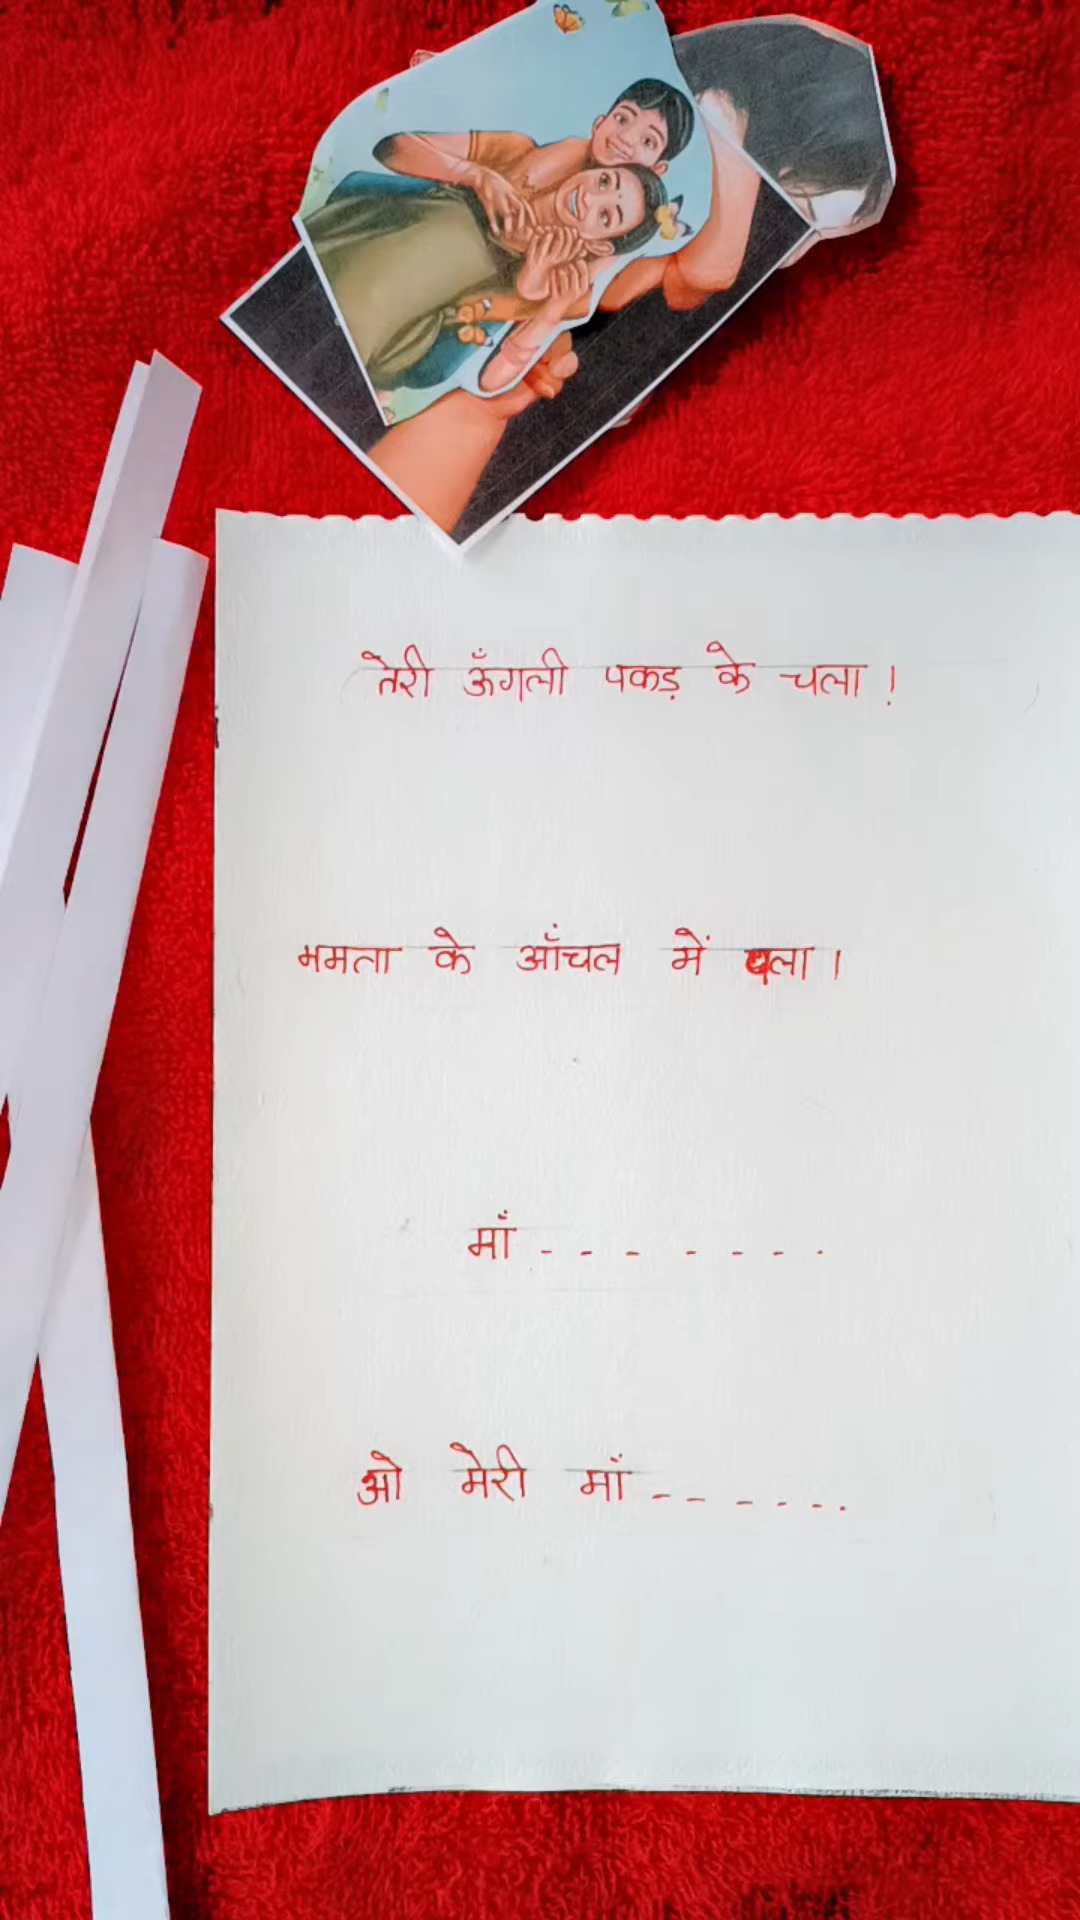 तेरी ऊँगली पकड़ के चला !
ममता के आँचल में पला ।
माँ - - - - - - .
ओ मेरी माँ - - - - - . .